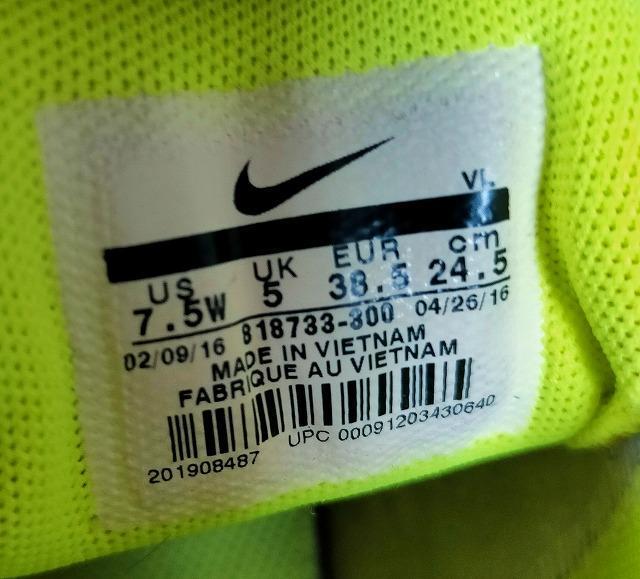 VL
US UK EUR cm
7.5W 5 38.5 24.5
02/09/16 818733-800 04/26/16
MADE IN VIETNAM
FABRIQUE AU VIETNAM
UPC 00091203430640
201908487